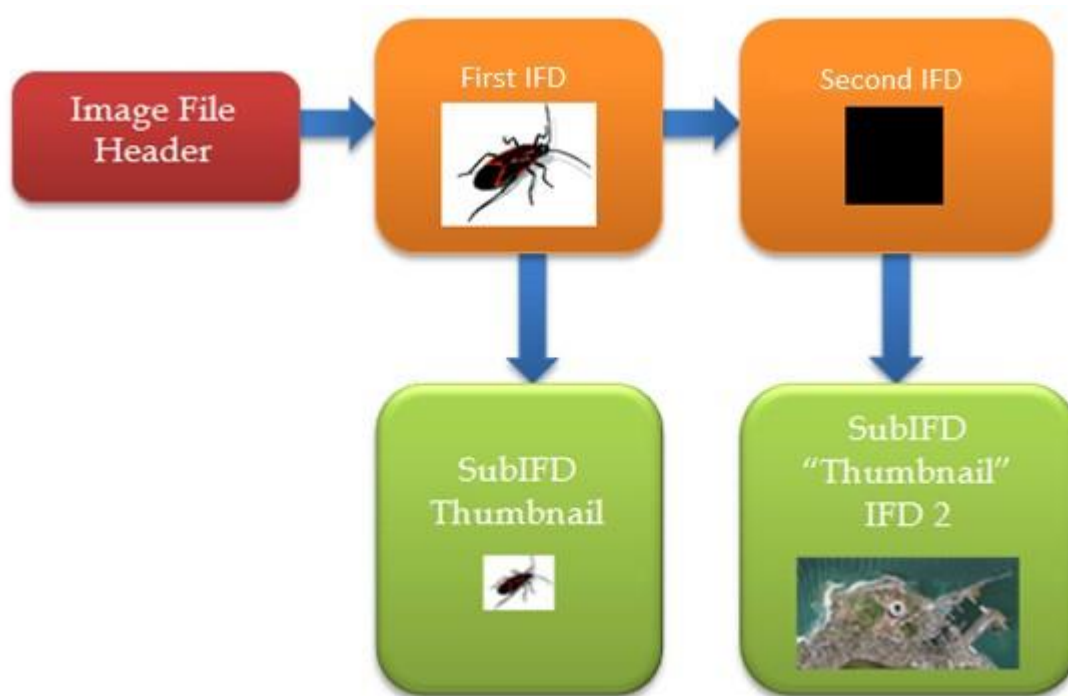 Image File
Header
First IFD
Second IFD
SubIFD
Thumbnail
SubIFD
“Thumbnail”
IFD 2